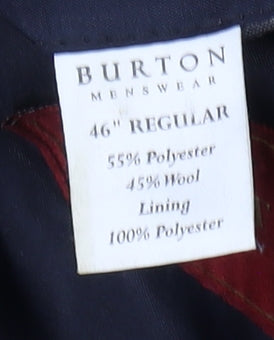 BURTON
MENSWEAR
46" REGULAR
55% Polyester
45% Wool
Lining
100% Polyester